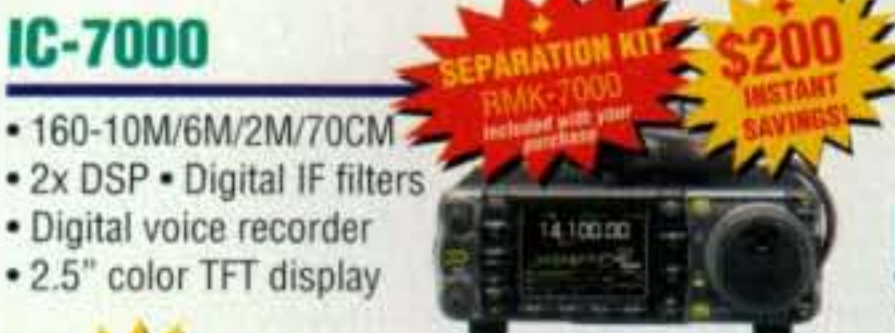 IC-7000
• 160-10M/6M/2M/70CM
• 2x DSP • Digital IF filters
• Digital voice recorder
• 2.5" color TFT display
+
SEPARATION KIT
RMK-7000
Included with your
purchase
+
$200
INSTANT
SAVINGS!
14.100.00